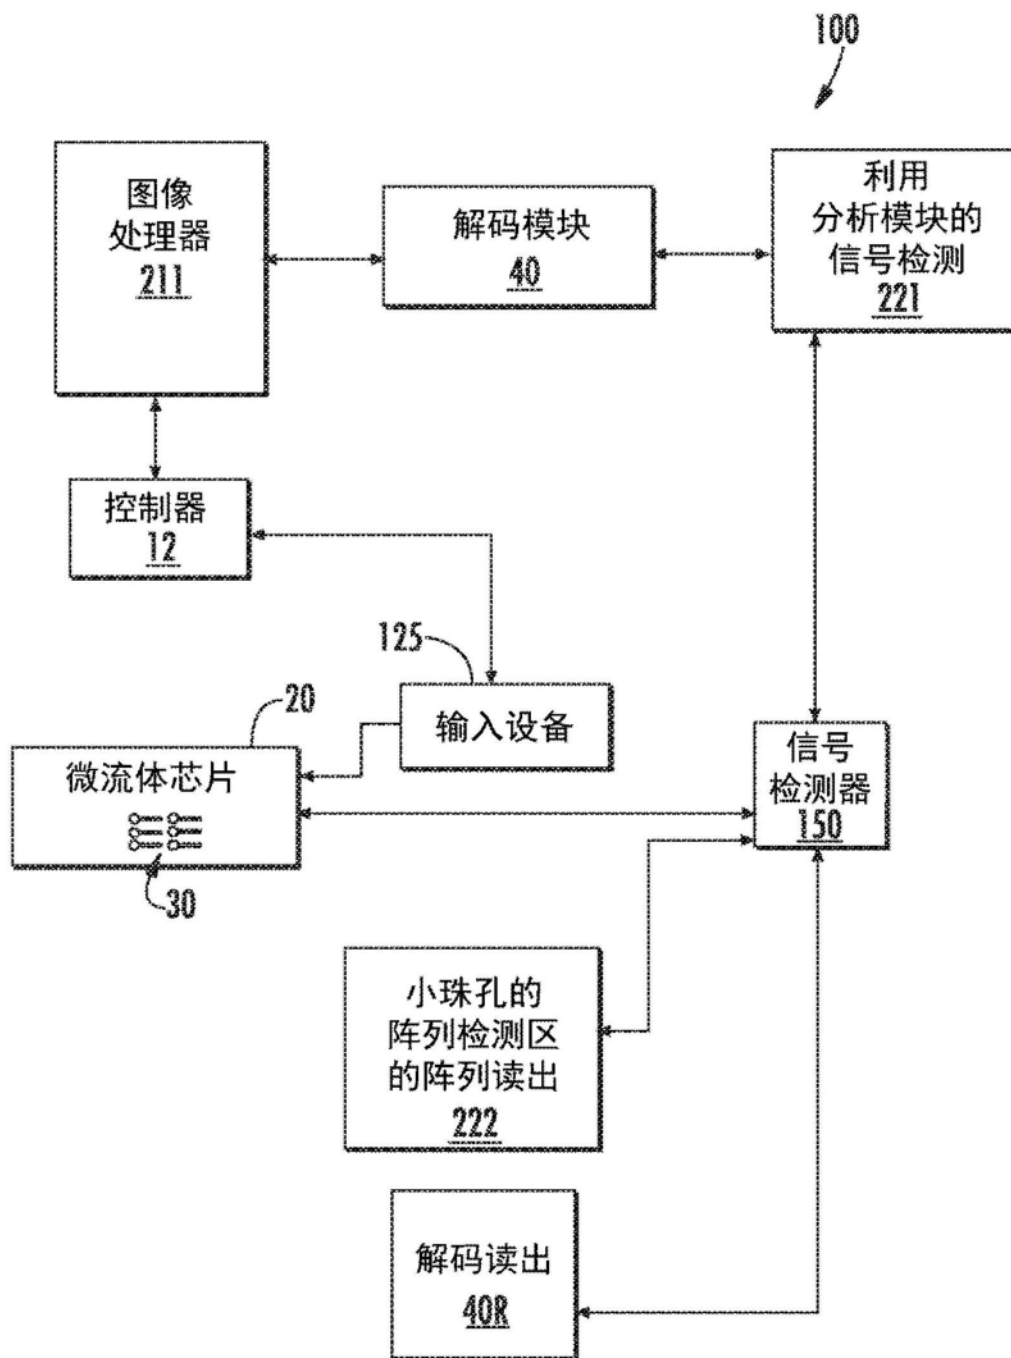 100
图像
处理器
211
解码模块
40
利用
分析模块的
信号检测
221
控制器
12
125
输入设备
20
微流体芯片
30
信号
检测器
150
小珠孔的
阵列检测区
的阵列读出
222
解码读出
40R